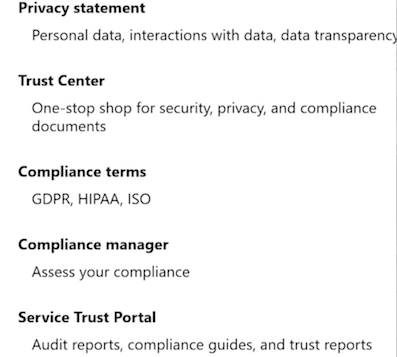 Privacy statement
Personal data, interactions with data, data transparency
Trust Center
One-stop shop for security, privacy, and compliance
documents
Compliance terms
GDPR, HIPAA, ISO
Compliance manager
Assess your compliance
Service Trust Portal
Audit reports, compliance guides, and trust reports